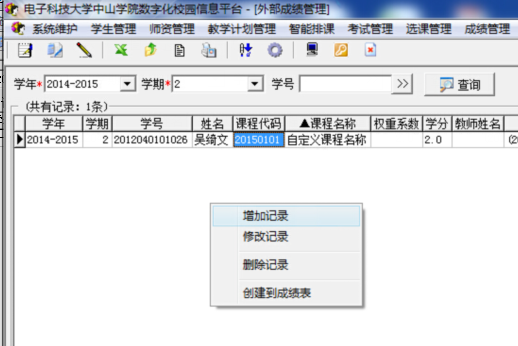 电子科技大学中山学院数字化校园信息平台 - [外部成绩管理]
系统维护 学生管理 师资管理 教学计划管理 智能排课 考试管理 选课管理 成绩管理
学年* 2014-2015 学期* 2 学号 >> 查询
(共有记录: 1条)
学年 学期 学号 姓名 课程代码 ▲课程名称 权重系数 学分 教师姓名
2014-2015 2 2012040101026 吴绮文 20150101 自定义课程名称 2.0 (20
增加记录
修改记录
删除记录
创建到成绩表